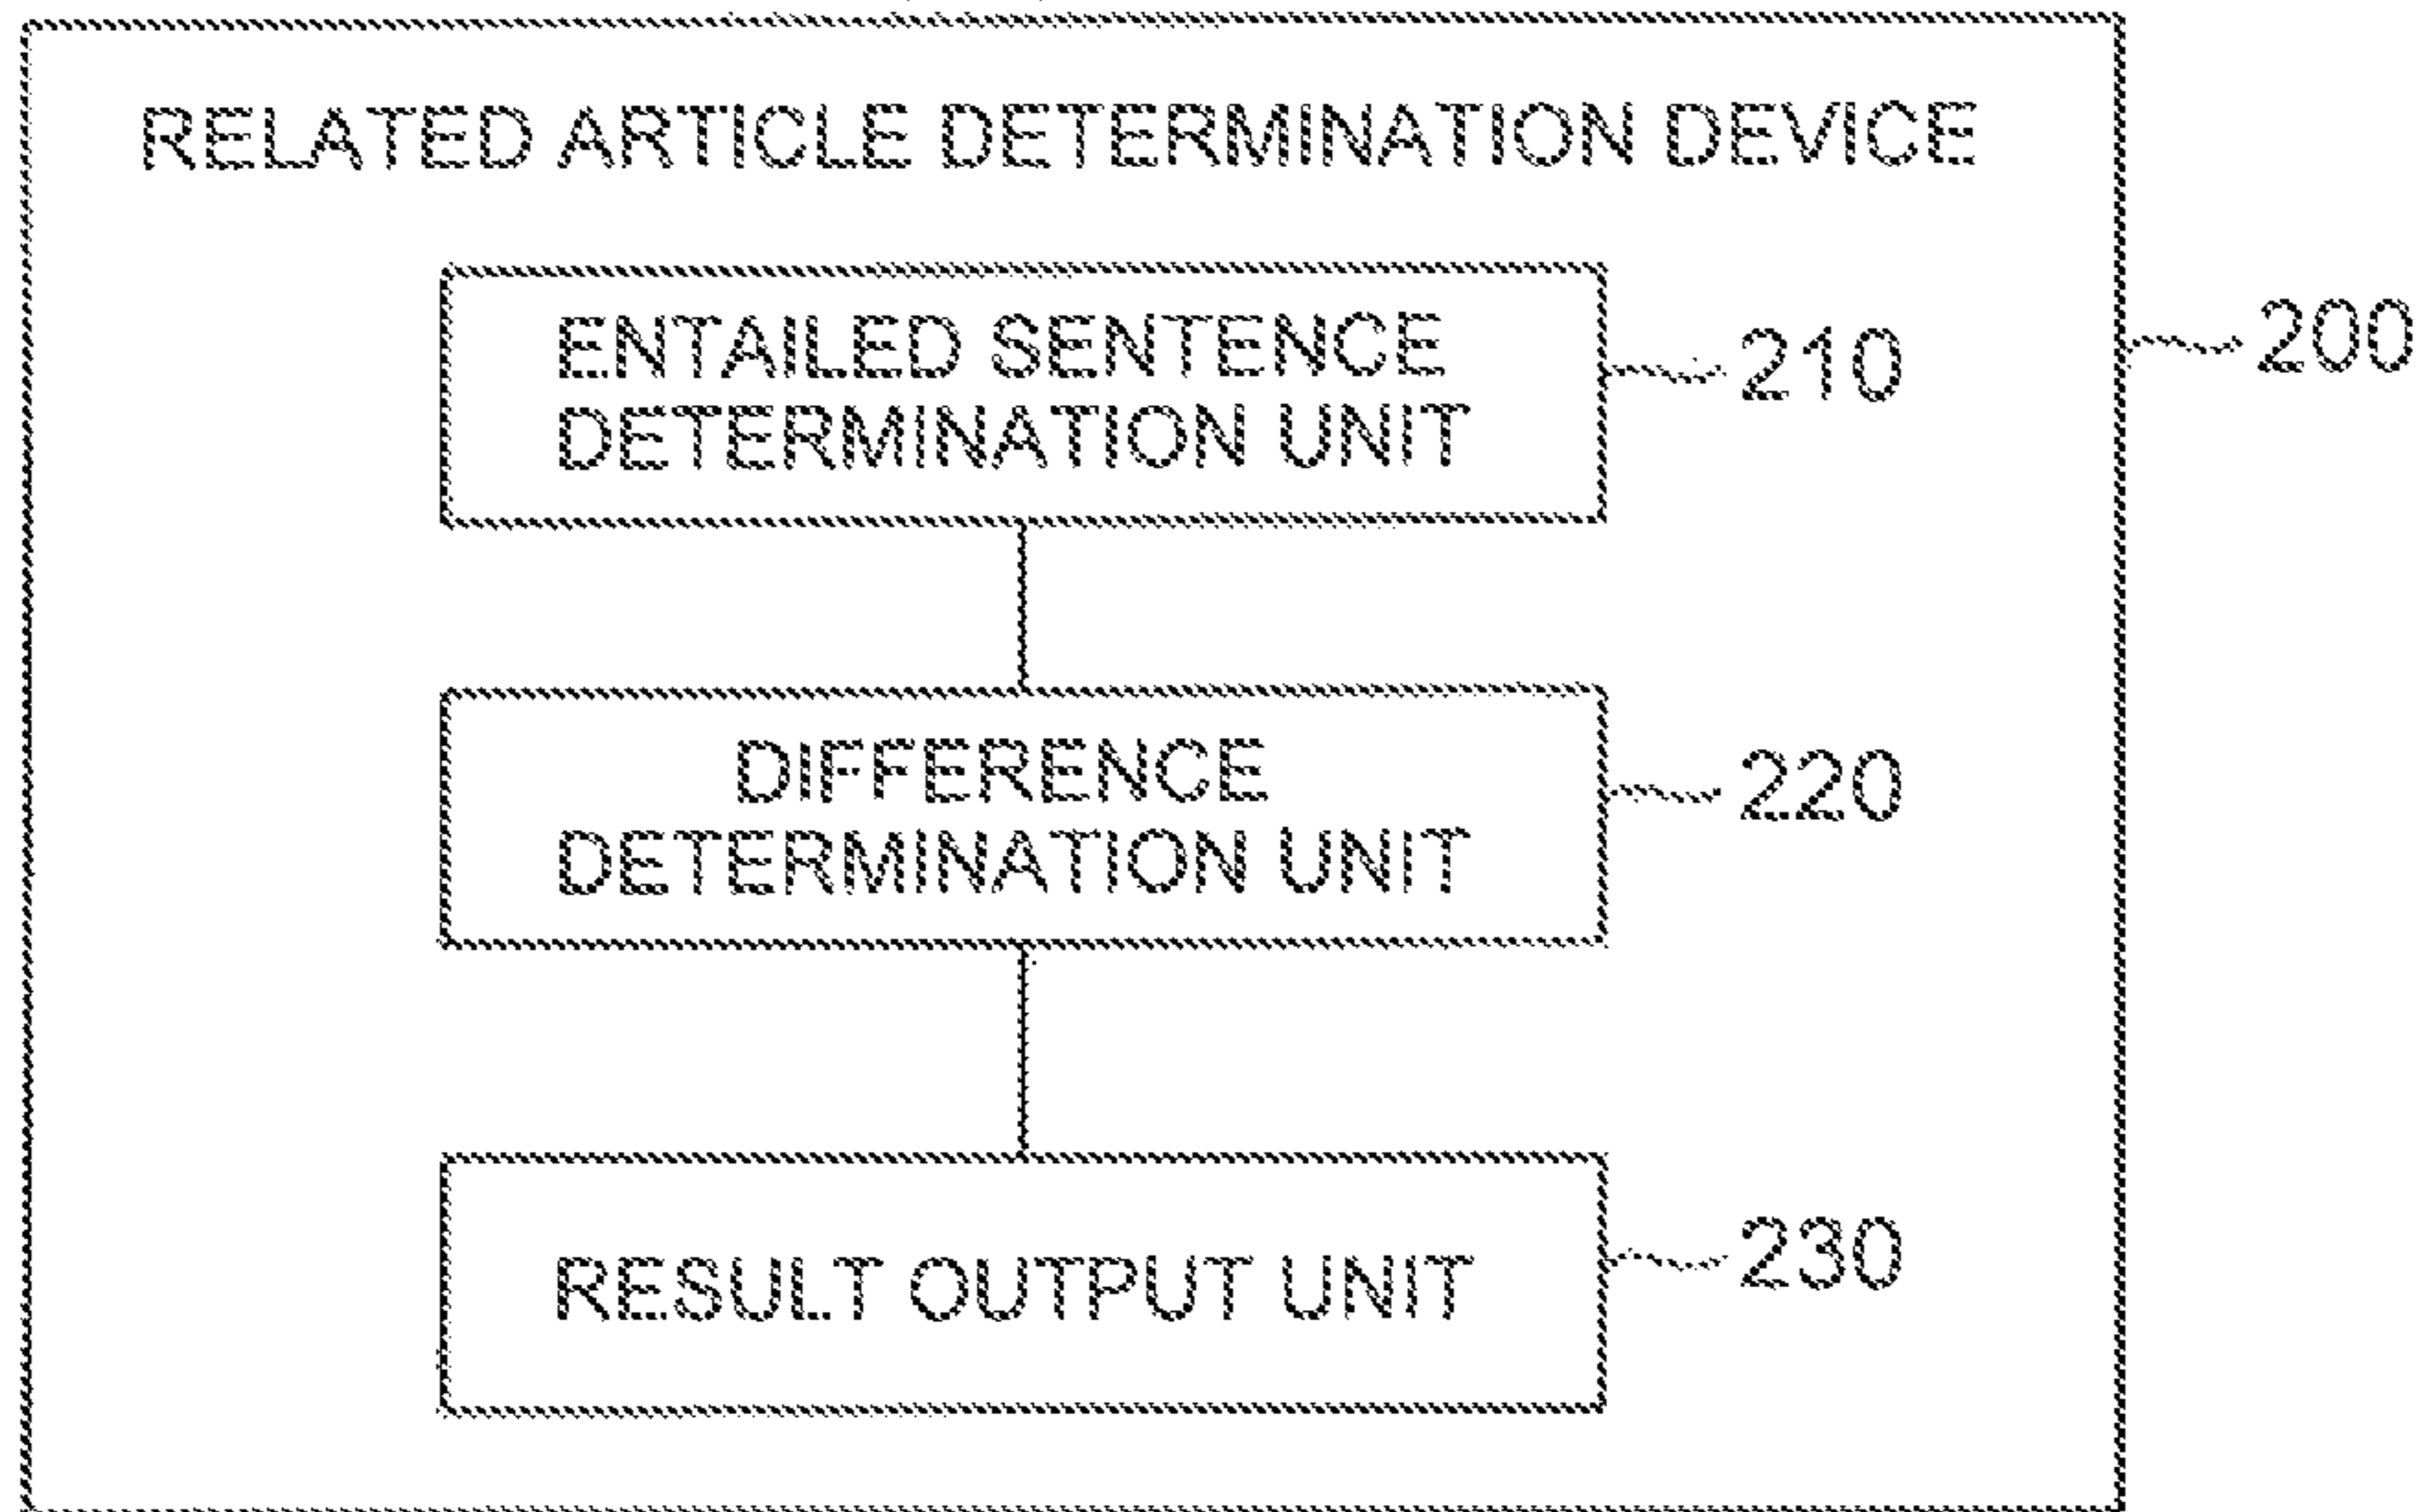 RELATED ARTICLE DETERMINATION DEVICE
ENTAILED SENTENCE
DETERMINATION UNIT
210
200
DIFFERENCE
DETERMINATION UNIT
220
RESULT OUTPUT UNIT
230